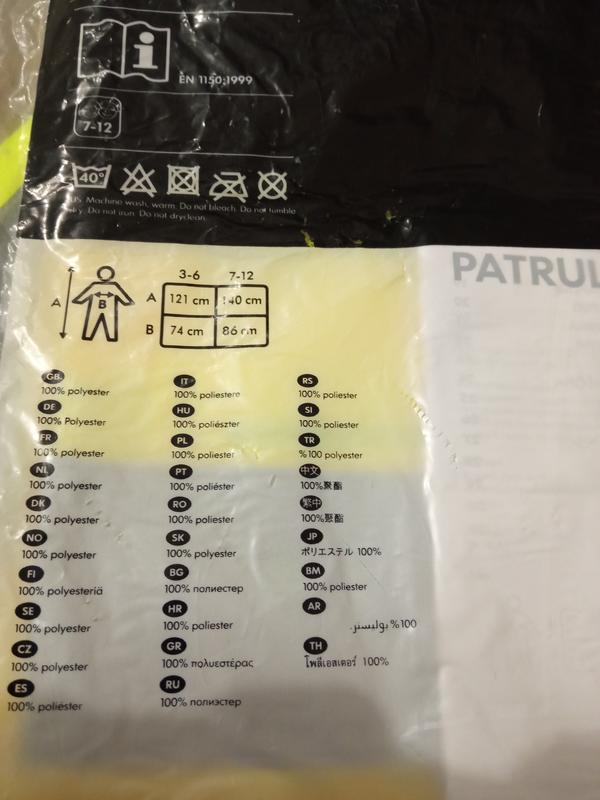 EN 1150:1999
7-12
40°
US Machine wash, warm. Do not bleach. Do not tumble
dry. Do not iron. Do not dryclean.
PATRUL
3-6 7-12
A B A 121 cm 140 cm
B 74 cm 86 cm
GB
100% polyester
DE
100% Polyester
FR
100% polyester
NL
100% polyester
DK
100% polyester
NO
100% polyester
FI
100% polyesteriä
SE
100% polyester
CZ
100% polyester
ES
100% poliéster
IT
100% poliestere
HU
100% poliészter
PL
100% poliester
PT
100% poliéster
RO
100% poliester
SK
100% polyester
BG
100% полиестер
HR
100% poliester
GR
100% πολυεστέρας
RU
100% полиэстер
RS
100% poliester
SI
100% poliester
TR
%100 polyester
中文
100%聚酯
繁中
100%聚酯
JP
ポリエステル 100%
BM
100% poliester
AR
100% بوليستر.
TH
โพลีเอสเตอร์ 100%